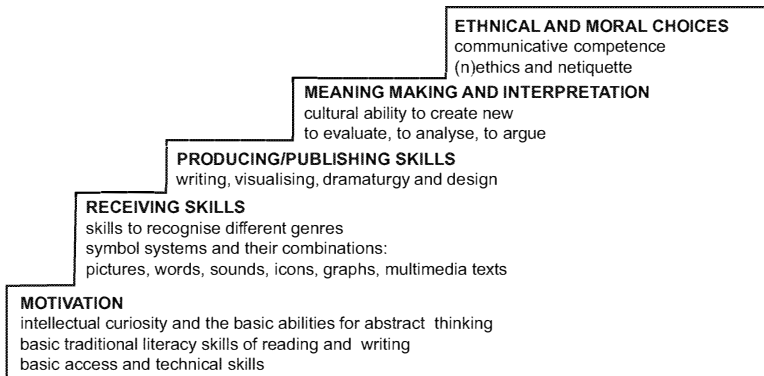 ETHNICAL AND MORAL CHOICES
communicative competence
(n)ethics and netiquette
MEANING MAKING AND INTERPRETATION
cultural ability to create new
to evaluate, to analyse, to argue
PRODUCING/PUBLISHING SKILLS
writing, visualising, dramaturgy and design
RECEIVING SKILLS
skills to recognise different genres
symbol systems and their combinations:
pictures, words, sounds, icons, graphs, multimedia texts
MOTIVATION
intellectual curiosity and the basic abilities for abstract thinking
basic traditional literacy skills of reading and writing
basic access and technical skills